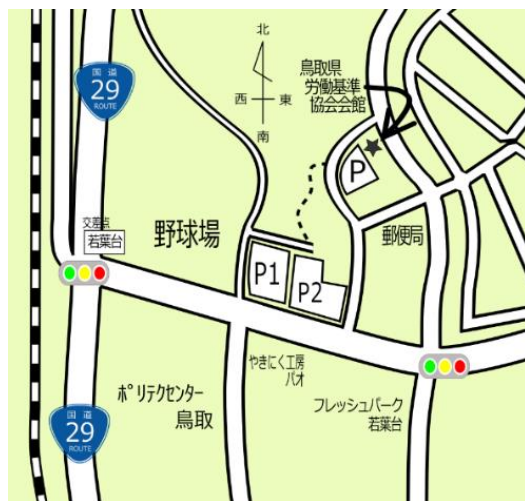 国道
29
ROUTE
北
西 東
南
鳥取県
労働基準
協会会館
P
交差点
若葉台
野球場
郵便局
P1
P2
やきにく工房
パオ
ポリテクセンター
鳥取
フレッシュパーク
若葉台
国道
29
ROUTE